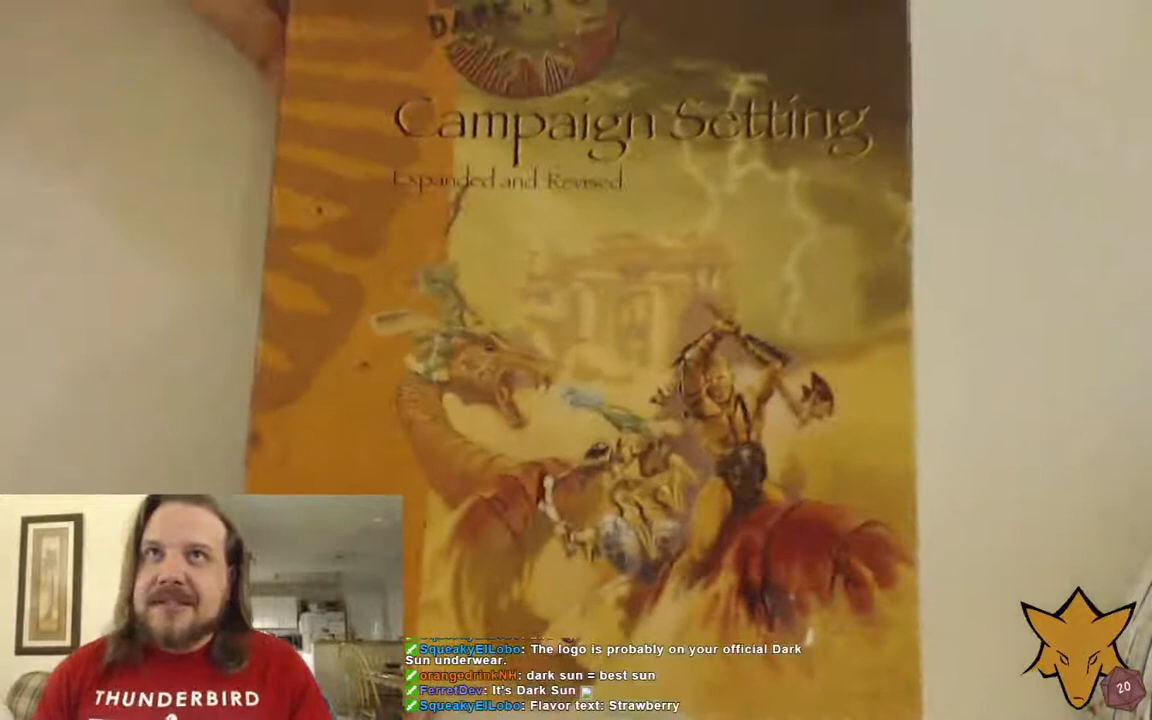 DARK
Campaign Setting
Expanded and Revised
THUNDERBIRD
SqueakyElLobo: The logo is probably on your official Dark
Sun underwear.
orangedrinkNH: dark sun = best sun
FerretDev: It's Dark Sun
SqueakyElLobo: Flavor text: Strawberry
20